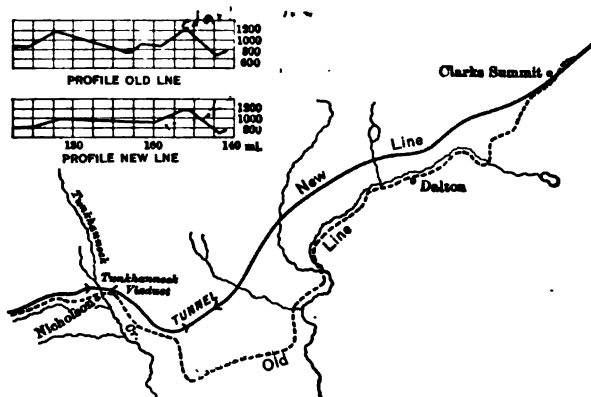 1200
1000
800
600
PROFILE OLD LNE
1200
1000
800
130
160
140 mi.
PROFILE NEW LNE
Clarks Summit
New Line
Dalton
Line
Old
Tunkhannock
Cr.
Tunkhannock
Viaduct
Nicholson
TUNNEL